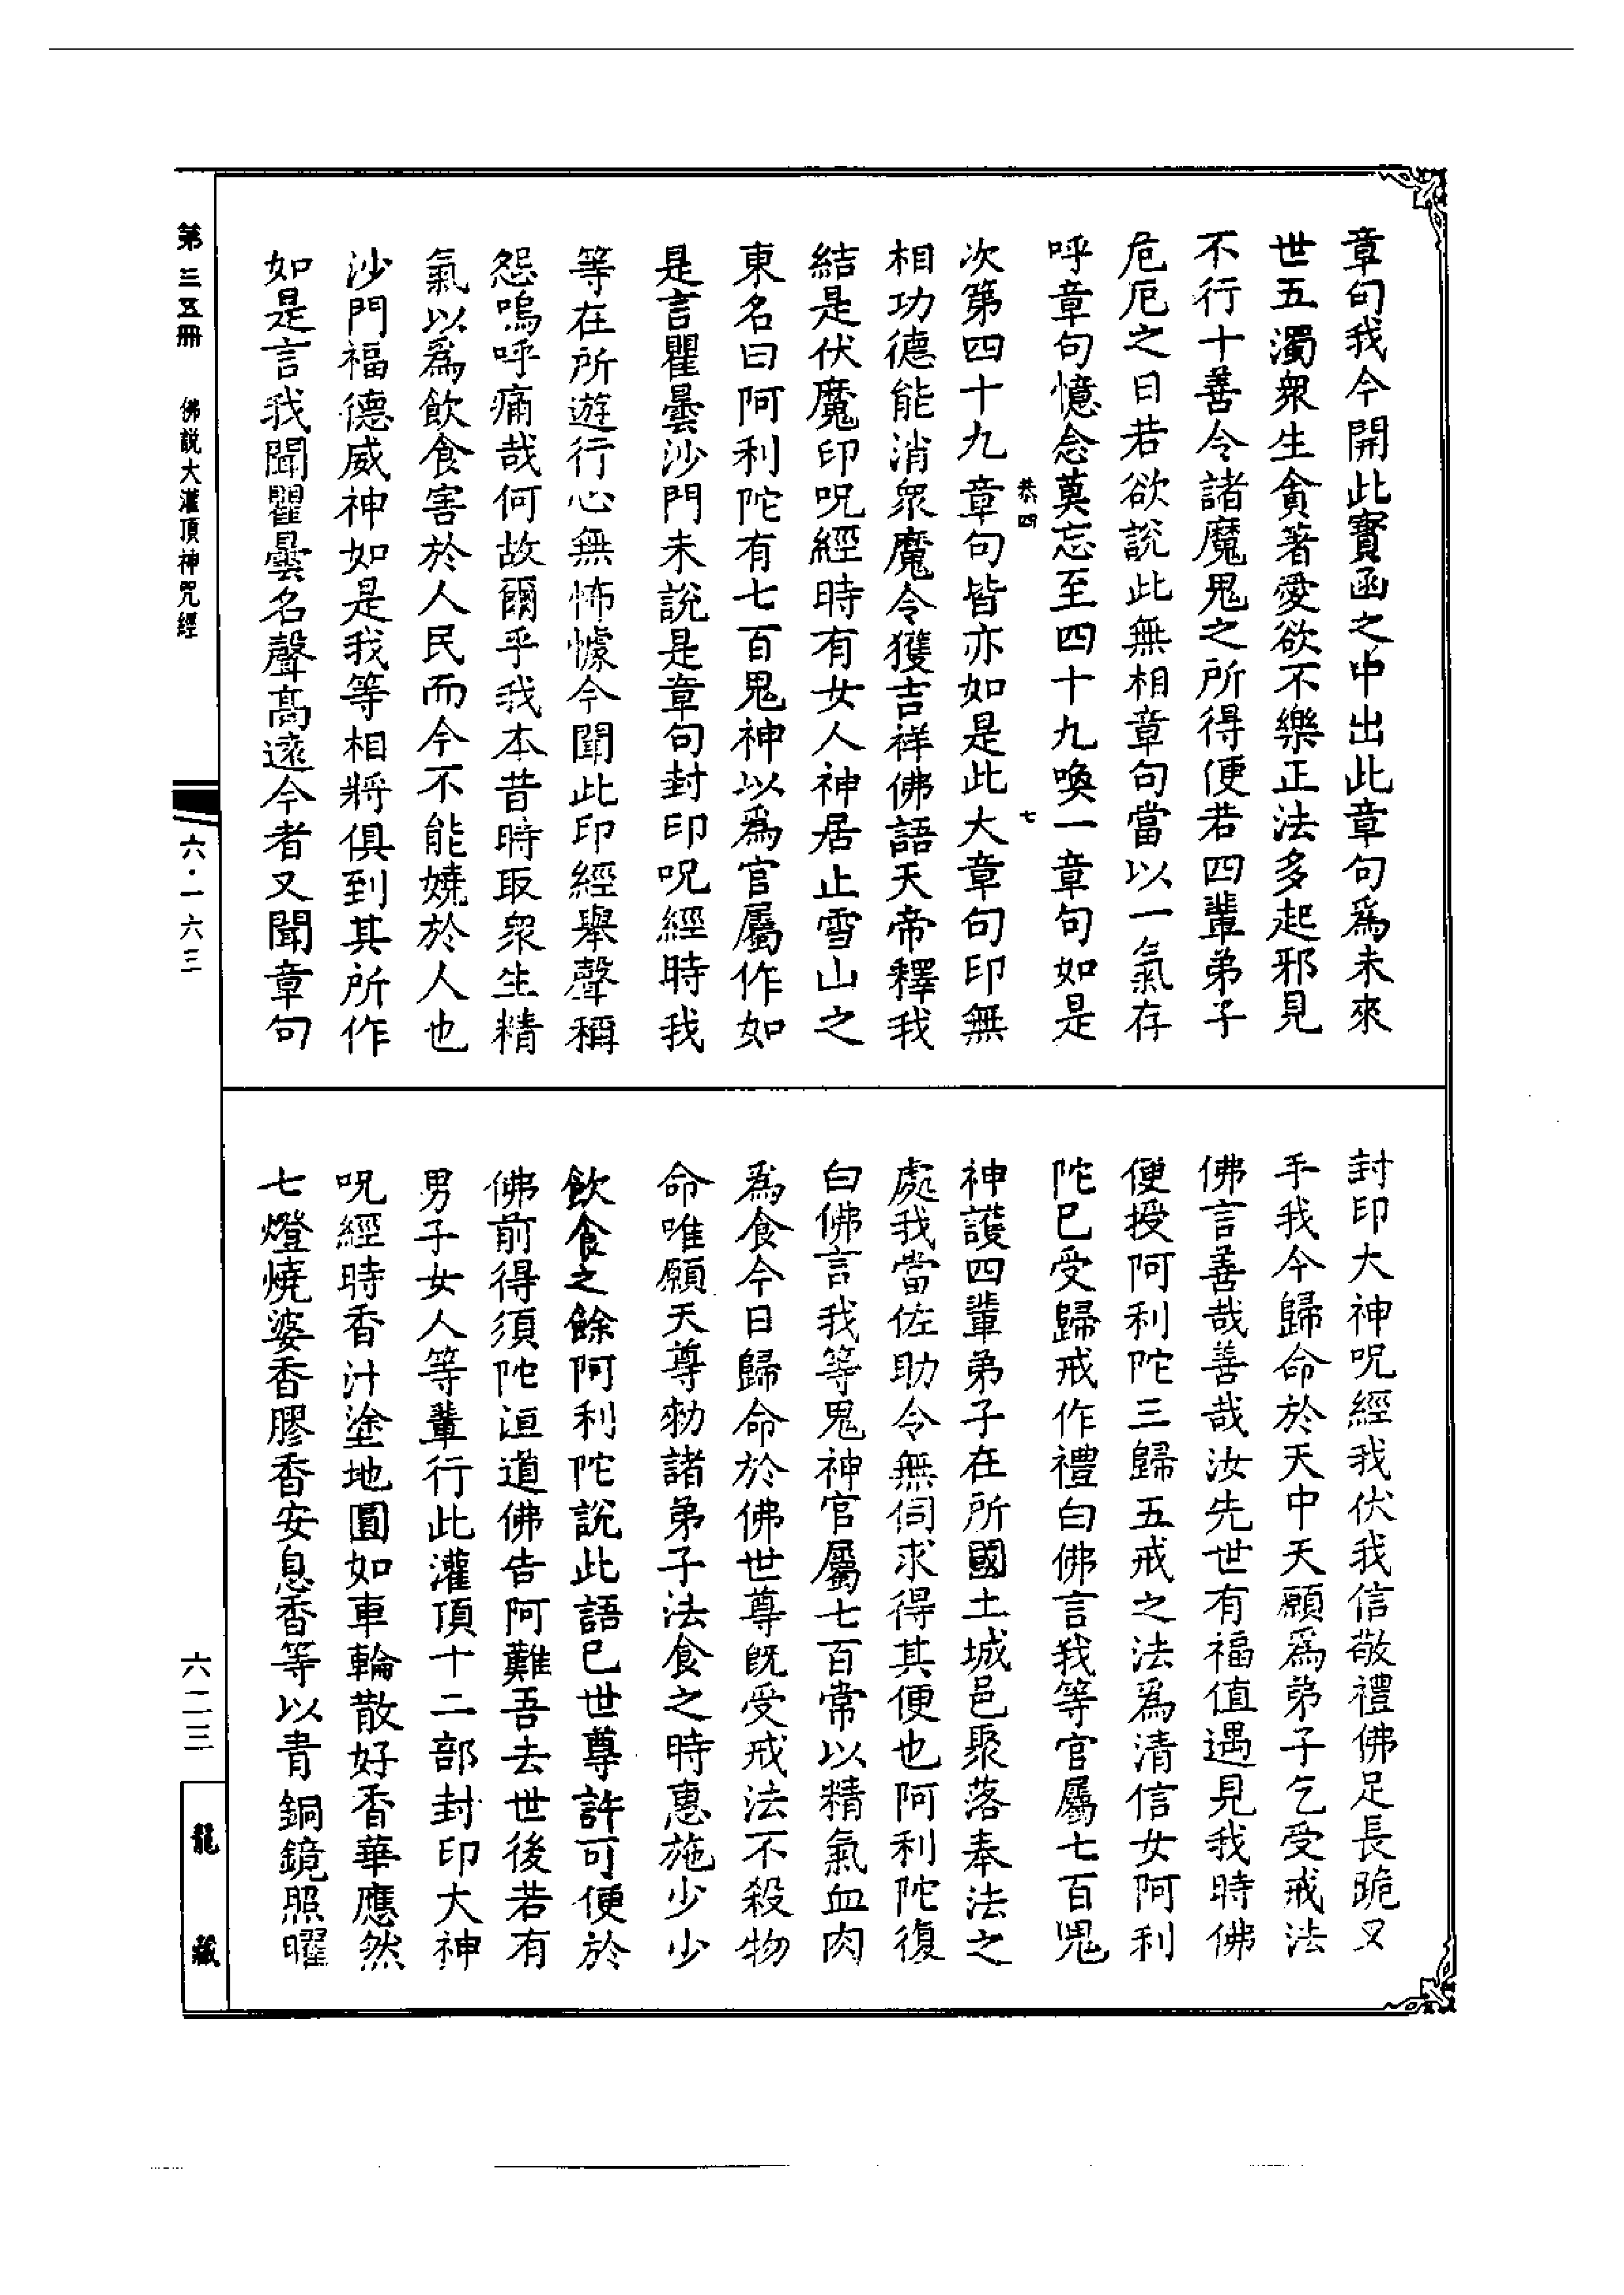 章句我今開此寶函之中出此章句為未來
世五濁衆生貪著愛欲不樂正法多起邪見
不行十善令諸魔鬼之所得便若四輩弟子
危厄之日若欲說此無相章句當以一氣存
呼章句憶念莫忘至四十九喚一章句如是
恭四 七
次第四十九章句皆亦如是此大章句印無
相功德能消衆魔令獲吉祥佛語天帝釋我
結是伏魔印呪經時有女人神居止雪山之
東名曰阿利陀有七百鬼神以為官屬作如
是言瞿曇沙門未說是章句封印呪經時我
等在所遊行心無怖懅今聞此印經舉聲稱
怨嗚呼痛哉何故爾乎我本昔時取衆生精
氣以為飲食害於人民而今不能嬈於人也
沙門福德威神如是我等相將俱到其所作
如是言我聞瞿曇名聲高遠今者又聞章句
封印大神呪經我伏我信敬禮佛足長跪叉
手我今歸命於天中天願為弟子乞受戒法
佛言善哉善哉汝先世有福值遇見我時佛
便授阿利陀三歸五戒之法為清信女阿利
陀已受歸戒作禮白佛言我等官屬七百鬼
神護四輩弟子在所國土城邑聚落奉法之
處我當佐助令無伺求得其便也阿利陀復
白佛言我等鬼神官屬七百常以精氣血肉
為食今日歸命於佛世尊既受戒法不殺物
命唯願天尊勑諸弟子法食之時惠施少少
飲食之餘阿利陀說此語已世尊許可便於
佛前得須陀洹道佛告阿難吾去世後若有
男子女人等輩行此灌頂十二部封印大神
呪經時香汁塗地圓如車輪散好香華應然
七燈燒婆香膠香安息香等以青銅鏡照曜
第三五冊 佛說大灌頂神咒經
六・一六三
六二三
龍藏